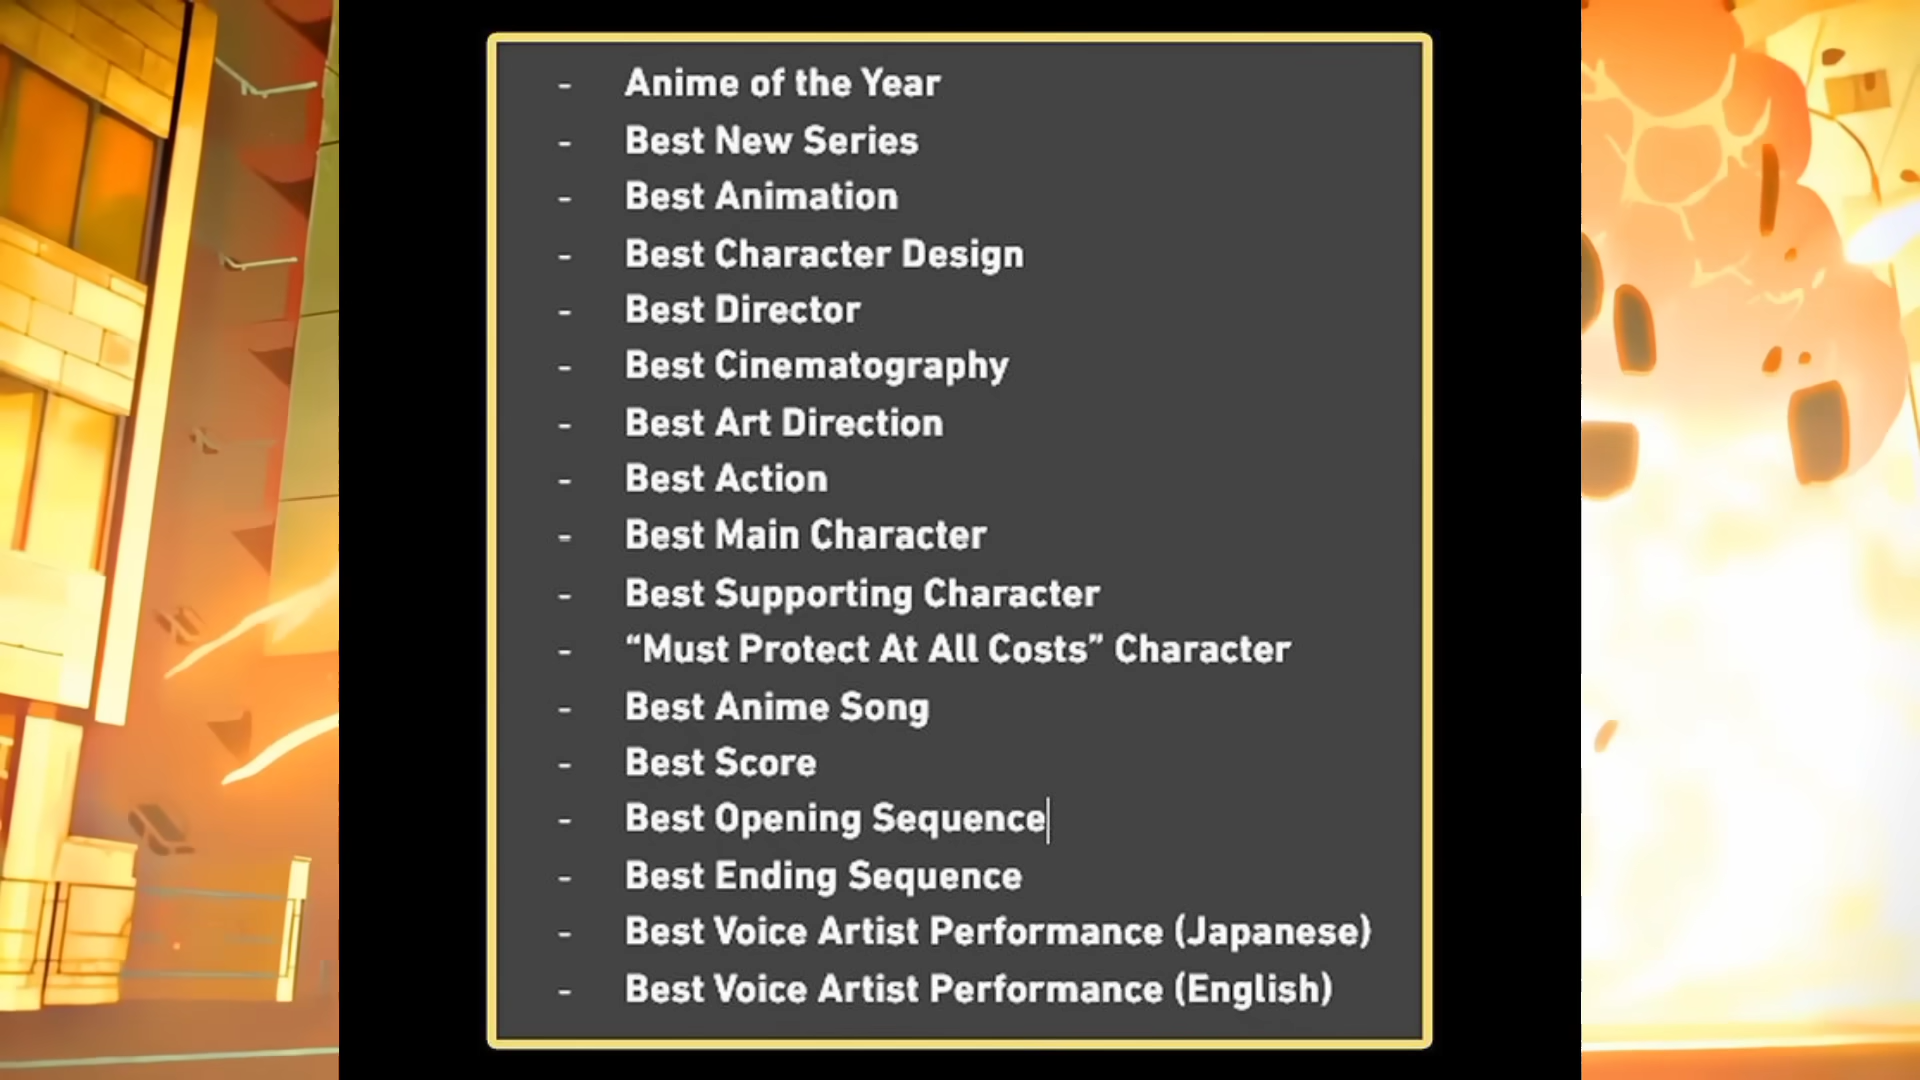 - Anime of the Year
- Best New Series
- Best Animation
- Best Character Design
- Best Director
- Best Cinematography
- Best Art Direction
- Best Action
- Best Main Character
- Best Supporting Character
- “Must Protect At All Costs” Character
- Best Anime Song
- Best Score
- Best Opening Sequence
- Best Ending Sequence
- Best Voice Artist Performance (Japanese)
- Best Voice Artist Performance (English)